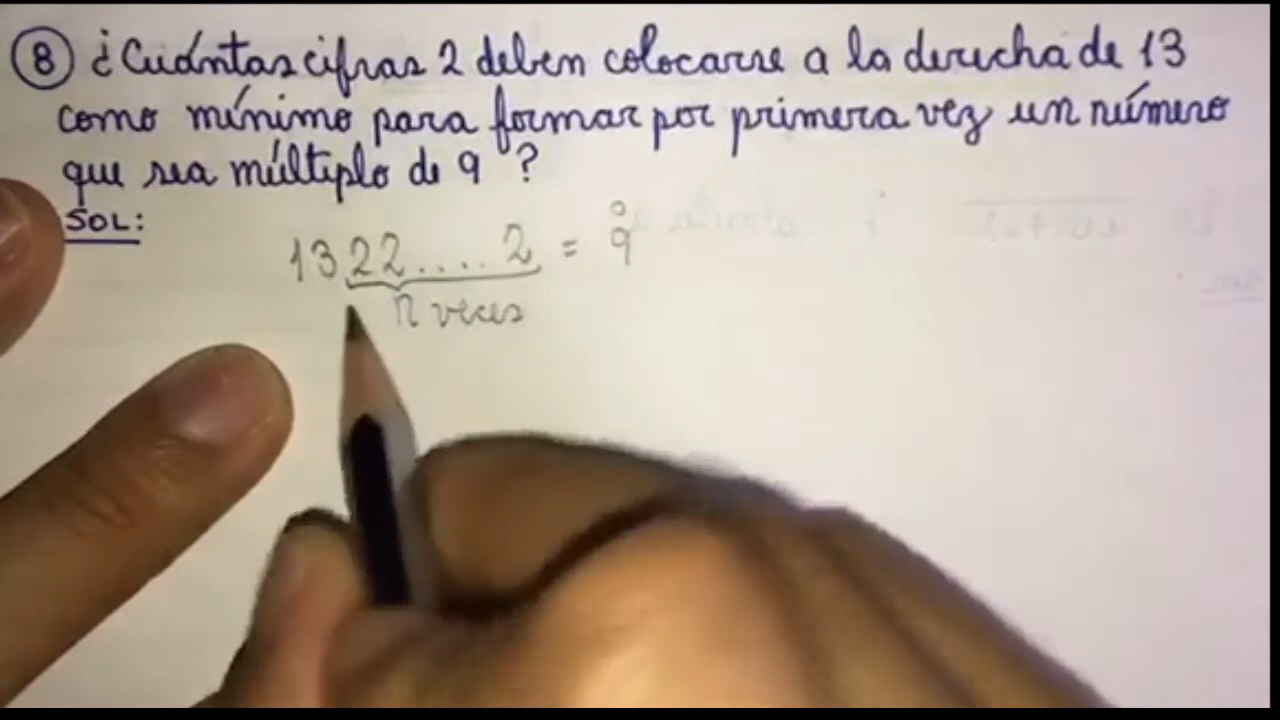 8 ¿Cuántas cifras 2 deben colocarse a la derecha de 13
como mínimo para formar por primera vez un número
que sea múltiplo de 9 ?
SOL:
1322....2 = 9̊
n veces